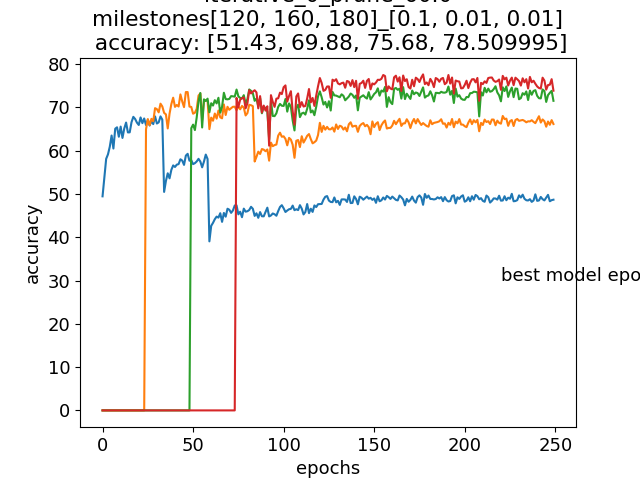 milestones[120, 160, 180]_[0.1, 0.01, 0.01]
accuracy: [51.43, 69.88, 75.68, 78.509995]
80
70
60
50
40
30
20
10
0
accuracy
best model epo
0 50 100 150 200 250
epochs